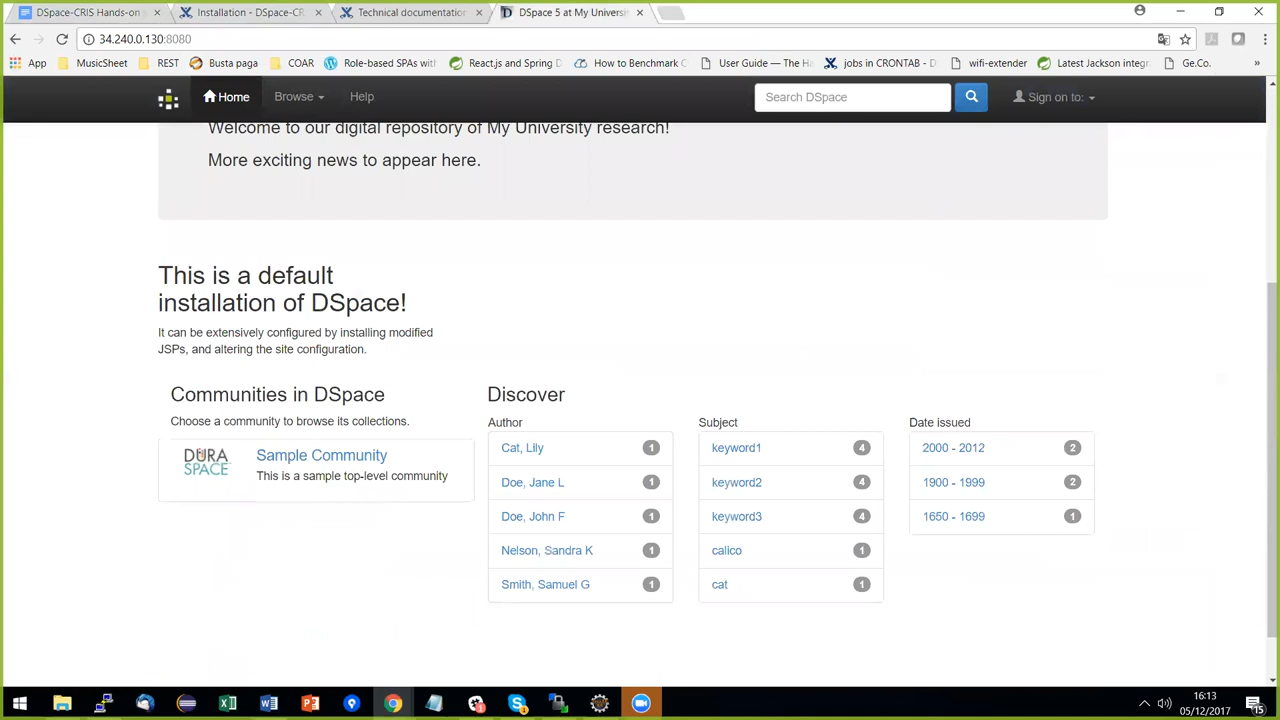 DSpace-CRIS Hands-on
Installation - DSpace-CR
Technical documentation
DSpace 5 at My Universi
34.240.0.130:8080
App
MusicSheet
REST
Busta paga
COAR
Role-based SPAs wit
React.js and Spring D
How to Benchmark C
User Guide — The Ha
jobs in CRONTAB - D
wifi-extender
Latest Jackson integr
Ge.Co.
»
Home
Browse
Help
Search DSpace
Sign on to:
Welcome to our digital repository of My University research!
More exciting news to appear here.
This is a default
installation of DSpace!
It can be extensively configured by installing modified
JSPs, and altering the site configuration.
Communities in DSpace
Choose a community to browse its collections.
DURA
SPACE
Sample Community
This is a sample top-level community
Discover
Author
Cat, Lily 1
Doe, Jane L 1
Doe, John F 1
Nelson, Sandra K 1
Smith, Samuel G 1
Subject
keyword1 4
keyword2 4
keyword3 4
calico 1
cat 1
Date issued
2000 - 2012 2
1900 - 1999 2
1650 - 1699 1
16:13
05/12/2017
15